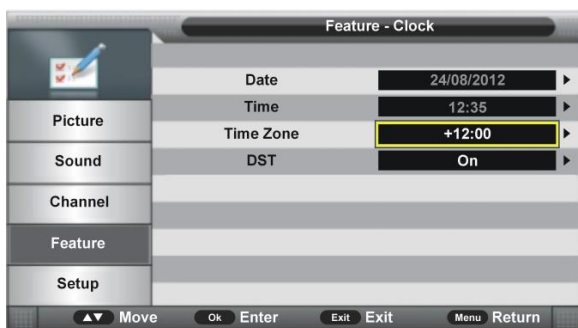 Feature - Clock
Date 24/08/2012
Time 12:35
Time Zone +12:00
DST On
Picture
Sound
Channel
Feature
Setup
▲▼ Move Ok Enter Exit Exit Menu Return